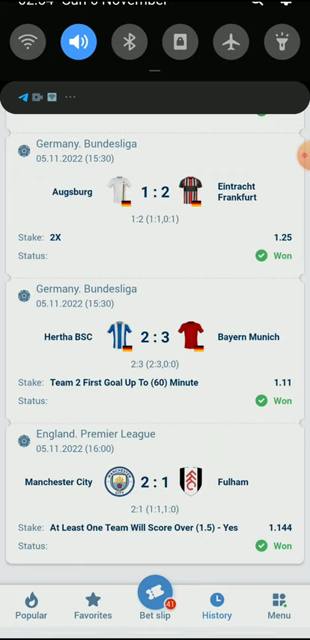 02:04 Sun 6 November
Germany. Bundesliga
05.11.2022 (15:30)
Augsburg
1 : 2
Eintracht
Frankfurt
1:2 (1:1,0:1)
Stake: 2X 1.25
Status: Won
Germany. Bundesliga
05.11.2022 (15:30)
Hertha BSC 2 : 3 Bayern Munich
2:3 (2:3,0:0)
Stake: Team 2 First Goal Up To (60) Minute 1.11
Status: Won
England. Premier League
05.11.2022 (16:00)
Manchester City 2 : 1 Fulham
2:1 (1:1,1:0)
Stake: At Least One Team Will Score Over (1.5) - Yes 1.144
Status: Won
41
Popular Favorites Bet slip History Menu